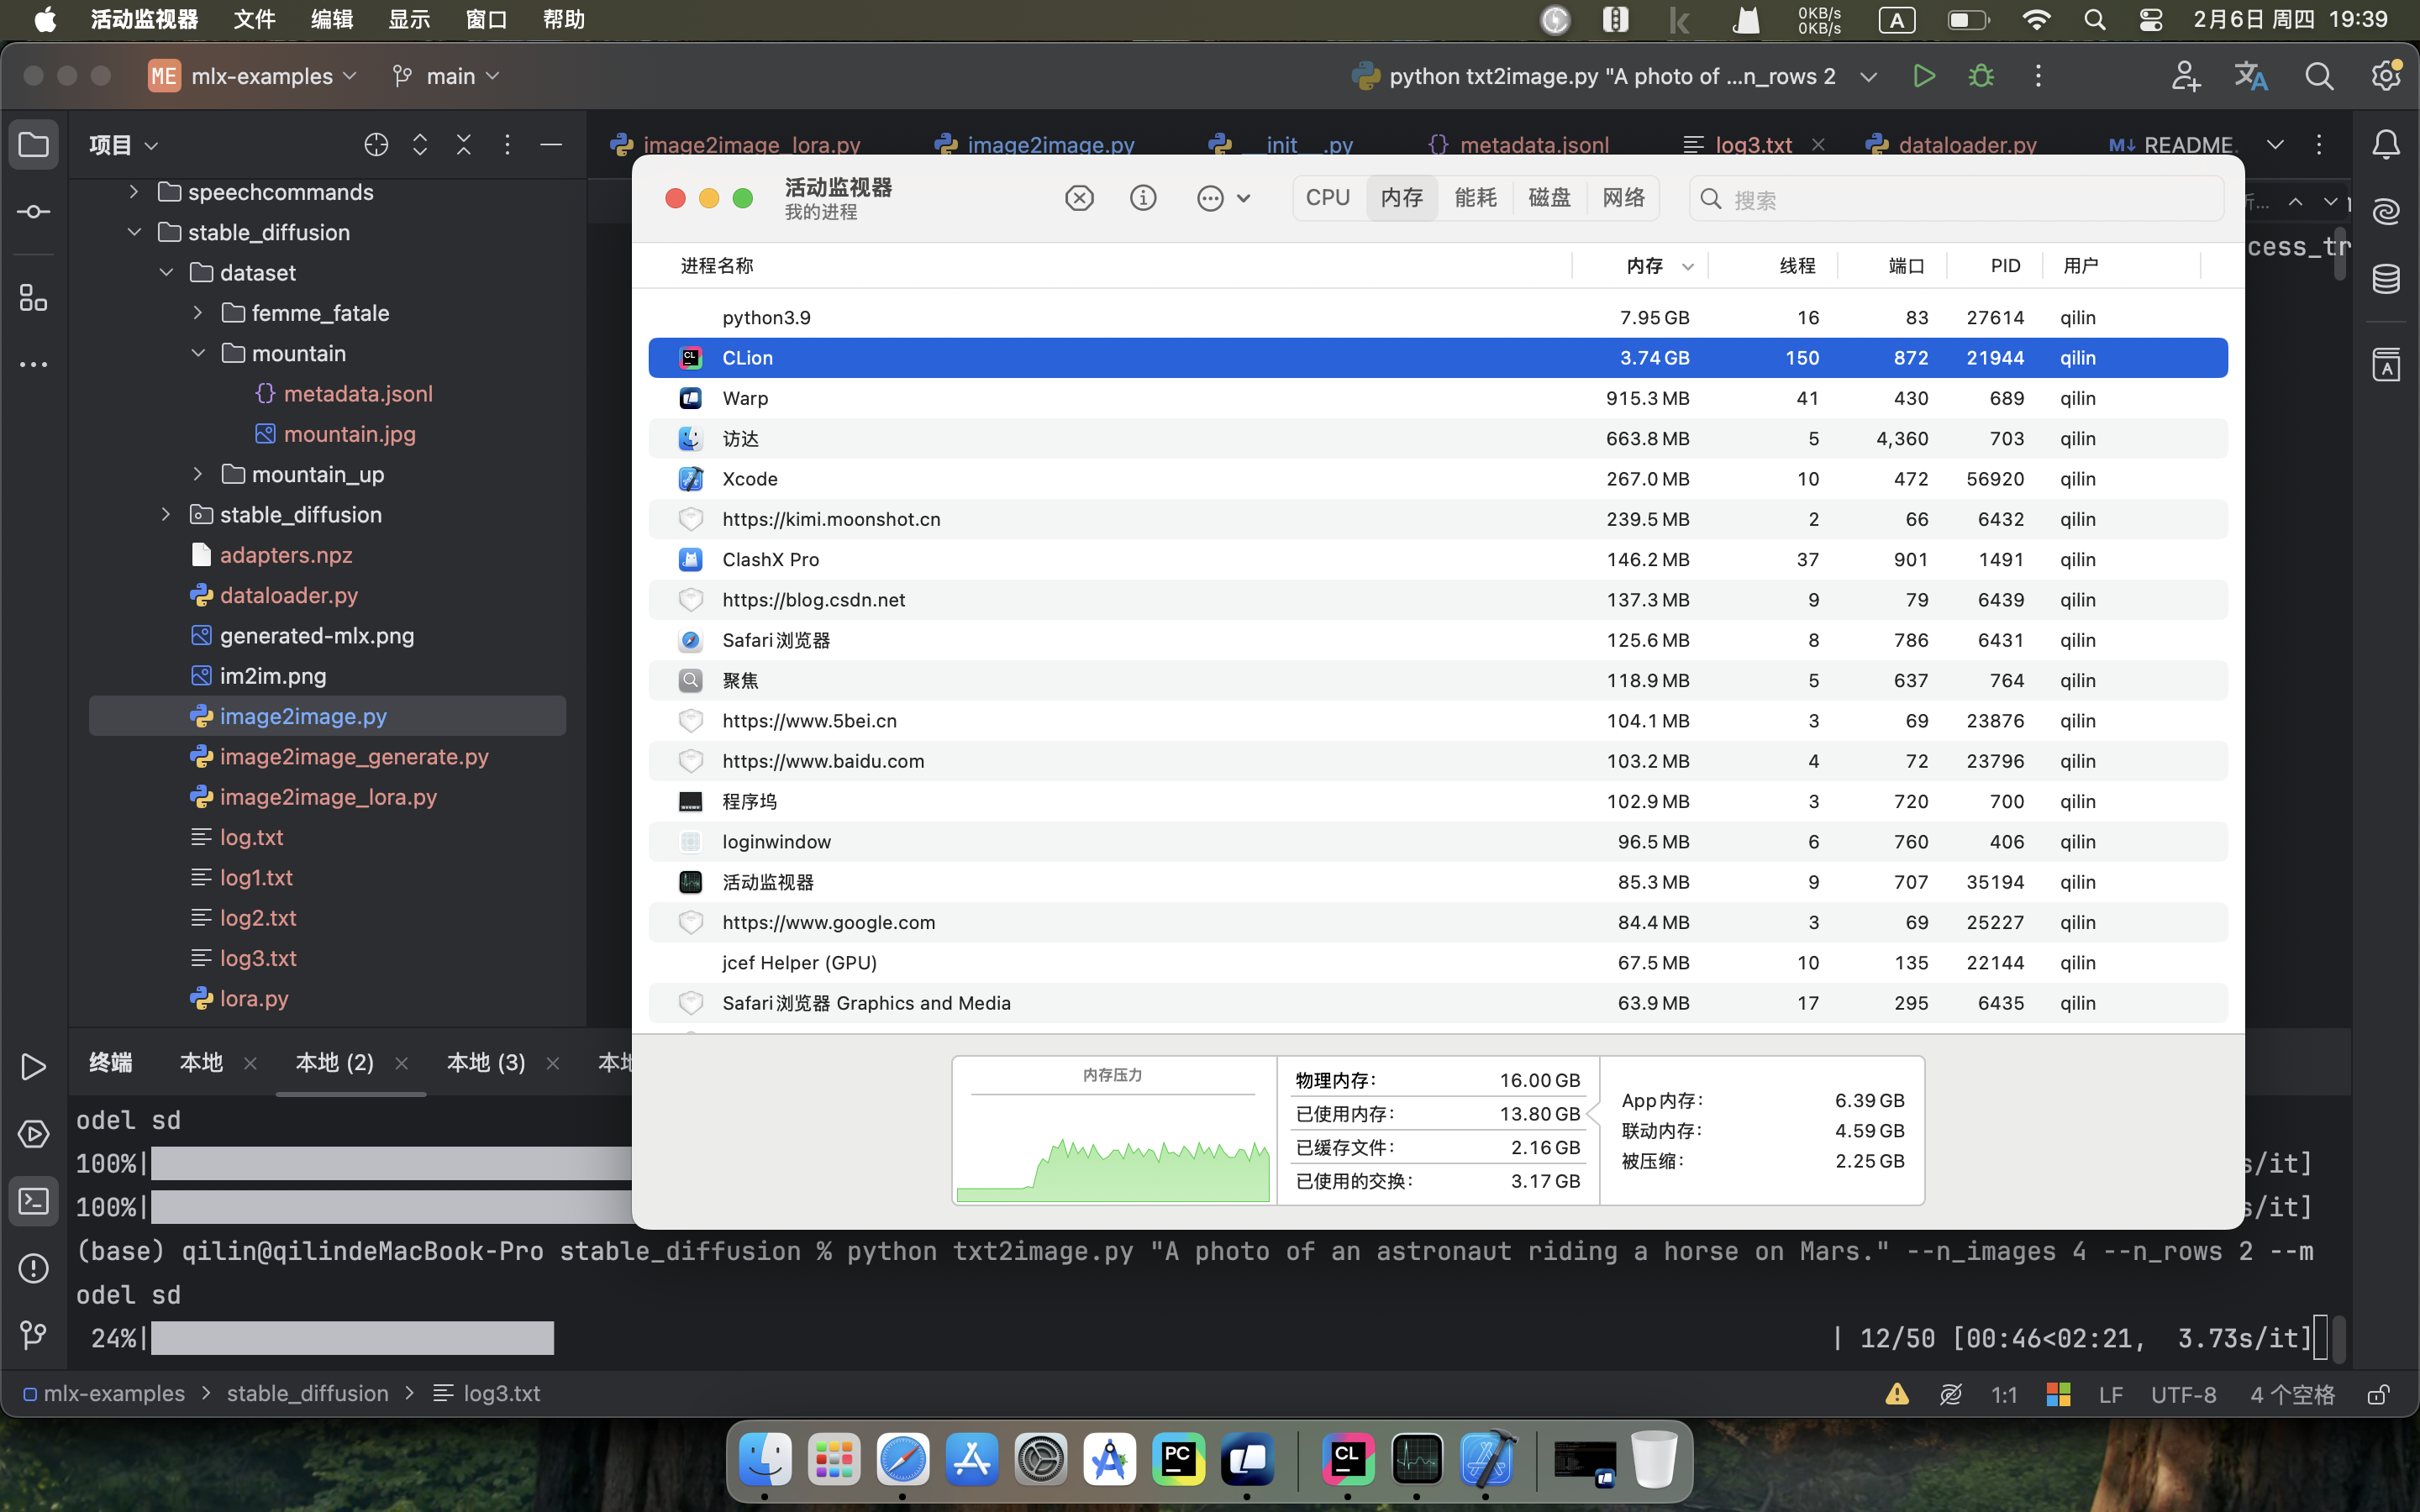 活动监视器 文件 编辑 显示 窗口 帮助 0KB/s 0KB/s A 2月6日 周四 19:39
ME mlx-examples main python txt2image.py "A photo of ...n_rows 2
项目 image2image_lora.py image2image.py __init__.py metadata.jsonl log3.txt dataloader.py M↓ README.
cess_tr
speechcommands
stable_diffusion
dataset
femme_fatale
mountain
metadata.jsonl
mountain.jpg
mountain_up
stable_diffusion
adapters.npz
dataloader.py
generated-mlx.png
im2im.png
image2image.py
image2image_generate.py
image2image_lora.py
log.txt
log1.txt
log2.txt
log3.txt
lora.py
活动监视器
我的进程
CPU 内存 能耗 磁盘 网络 搜索
进程名称 内存 线程 端口 PID 用户
python3.9 7.95 GB 16 83 27614 qilin
CLion 3.74 GB 150 872 21944 qilin
Warp 915.3 MB 41 430 689 qilin
访达 663.8 MB 5 4,360 703 qilin
Xcode 267.0 MB 10 472 56920 qilin
https://kimi.moonshot.cn 239.5 MB 2 66 6432 qilin
ClashX Pro 146.2 MB 37 901 1491 qilin
https://blog.csdn.net 137.3 MB 9 79 6439 qilin
Safari浏览器 125.6 MB 8 786 6431 qilin
聚焦 118.9 MB 5 637 764 qilin
https://www.5bei.cn 104.1 MB 3 69 23876 qilin
https://www.baidu.com 103.2 MB 4 72 23796 qilin
程序坞 102.9 MB 3 720 700 qilin
loginwindow 96.5 MB 6 760 406 qilin
活动监视器 85.3 MB 9 707 35194 qilin
https://www.google.com 84.4 MB 3 69 25227 qilin
jcef Helper (GPU) 67.5 MB 10 135 22144 qilin
Safari浏览器 Graphics and Media 63.9 MB 17 295 6435 qilin
内存压力
物理内存： 16.00 GB
已使用内存： 13.80 GB
已缓存文件： 2.16 GB
已使用的交换： 3.17 GB
App内存： 6.39 GB
联动内存： 4.59 GB
被压缩： 2.25 GB
终端 本地 本地 (2) 本地 (3) 本地
odel sd
100%| s/it]
100%| s/it]
(base) qilin@qilindeMacBook-Pro stable_diffusion % python txt2image.py "A photo of an astronaut riding a horse on Mars." --n_images 4 --n_rows 2 --m
odel sd
24%| | 12/50 [00:46<02:21, 3.73s/it]
mlx-examples > stable_diffusion > log3.txt 1:1 LF UTF-8 4 个空格
PC CL